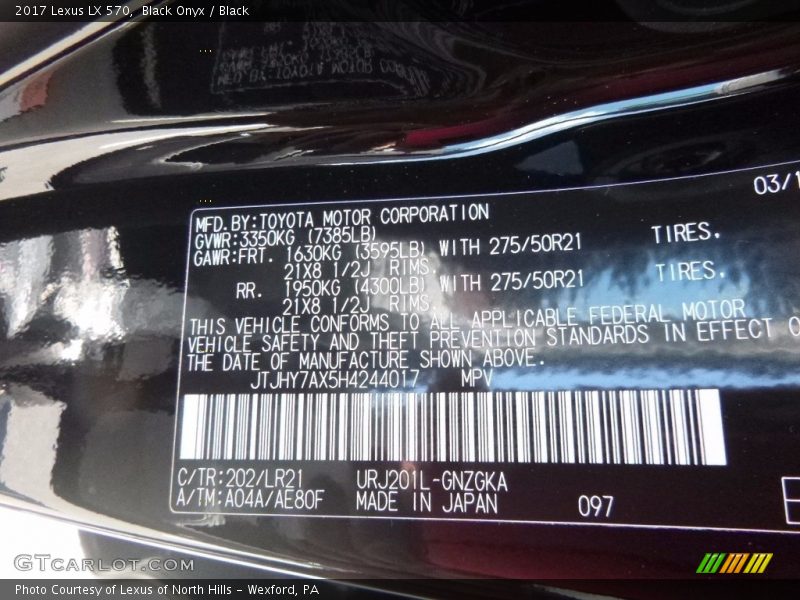 2017 Lexus LX 570, Black Onyx / Black
03/1
MFD.BY:TOYOTA MOTOR CORPORATION
GVWR:3350KG (7385LB)
GAWR:FRT. 1630KG (3595LB) WITH 275/50R21 TIRES.
21X8 1/2J RIMS.
RR. 1950KG (4300LB) WITH 275/50R21 TIRES.
21X8 1/2J RIMS.
THIS VEHICLE CONFORMS TO ALL APPLICABLE FEDERAL MOTOR
VEHICLE SAFETY AND THEFT PREVENTION STANDARDS IN EFFECT O
THE DATE OF MANUFACTURE SHOWN ABOVE.
JTJHY7AX5H4244017 MPV
C/TR:202/LR21 URJ201L-GNZGKA
A/TM:A04A/AE80F MADE IN JAPAN 097
GTCARLOT.COM
Photo Courtesy of Lexus of North Hills - Wexford, PA